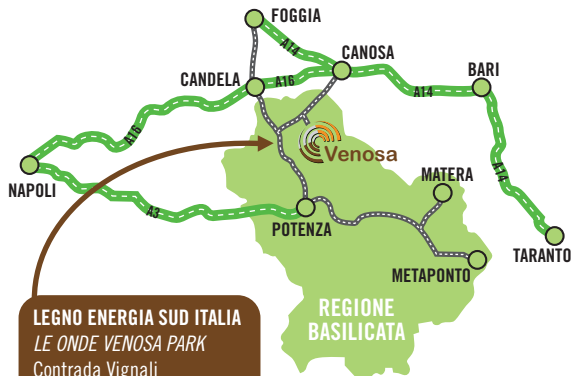 FOGGIA
A14
CANOSA
CANDELA
A16
A14
BARI
A16
Venosa
A14
NAPOLI
MATERA
A3
POTENZA
TARANTO
METAPONTO
REGIONE
BASILICATA
LEGNO ENERGIA SUD ITALIA
LE ONDE VENOSA PARK
Contrada Vignali